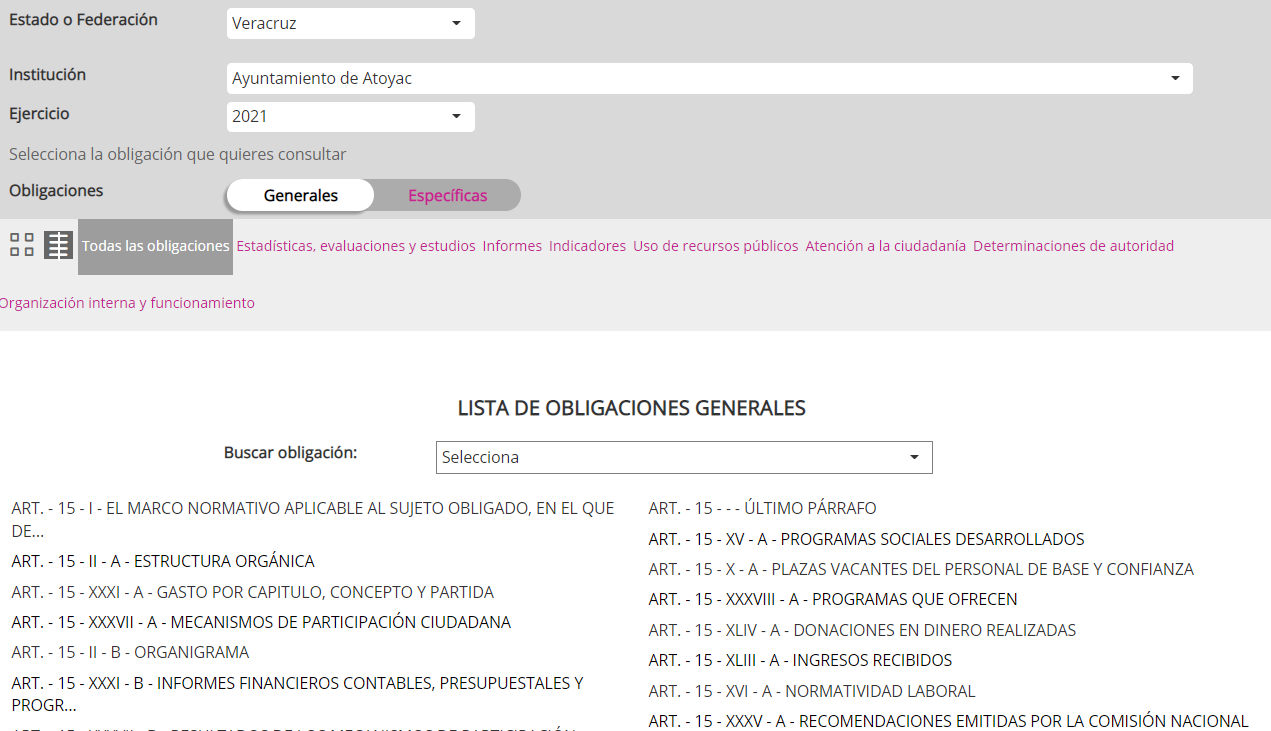 Estado o Federación
Veracruz
Institución
Ayuntamiento de Atoyac
Ejercicio
2021
Selecciona la obligación que quieres consultar
Obligaciones
Generales
Específicas
Todas las obligaciones
Estadísticas, evaluaciones y estudios
Informes
Indicadores
Uso de recursos públicos
Atención a la ciudadanía
Determinaciones de autoridad
Organización interna y funcionamiento
LISTA DE OBLIGACIONES GENERALES
Buscar obligación:
Selecciona
ART. - 15 - I - EL MARCO NORMATIVO APLICABLE AL SUJETO OBLIGADO, EN EL QUE
DE...
ART. - 15 - II - A - ESTRUCTURA ORGÁNICA
ART. - 15 - XXXI - A - GASTO POR CAPITULO, CONCEPTO Y PARTIDA
ART. - 15 - XXXVII - A - MECANISMOS DE PARTICIPACIÓN CIUDADANA
ART. - 15 - II - B - ORGANIGRAMA
ART. - 15 - XXXI - B - INFORMES FINANCIEROS CONTABLES, PRESUPUESTALES Y
PROGR...
ART. - 15 - - - ÚLTIMO PÁRRAFO
ART. - 15 - XV - A - PROGRAMAS SOCIALES DESARROLLADOS
ART. - 15 - X - A - PLAZAS VACANTES DEL PERSONAL DE BASE Y CONFIANZA
ART. - 15 - XXXVIII - A - PROGRAMAS QUE OFRECEN
ART. - 15 - XLIV - A - DONACIONES EN DINERO REALIZADAS
ART. - 15 - XLIII - A - INGRESOS RECIBIDOS
ART. - 15 - XVI - A - NORMATIVIDAD LABORAL
ART. - 15 - XXXV - A - RECOMENDACIONES EMITIDAS POR LA COMISIÓN NACIONAL